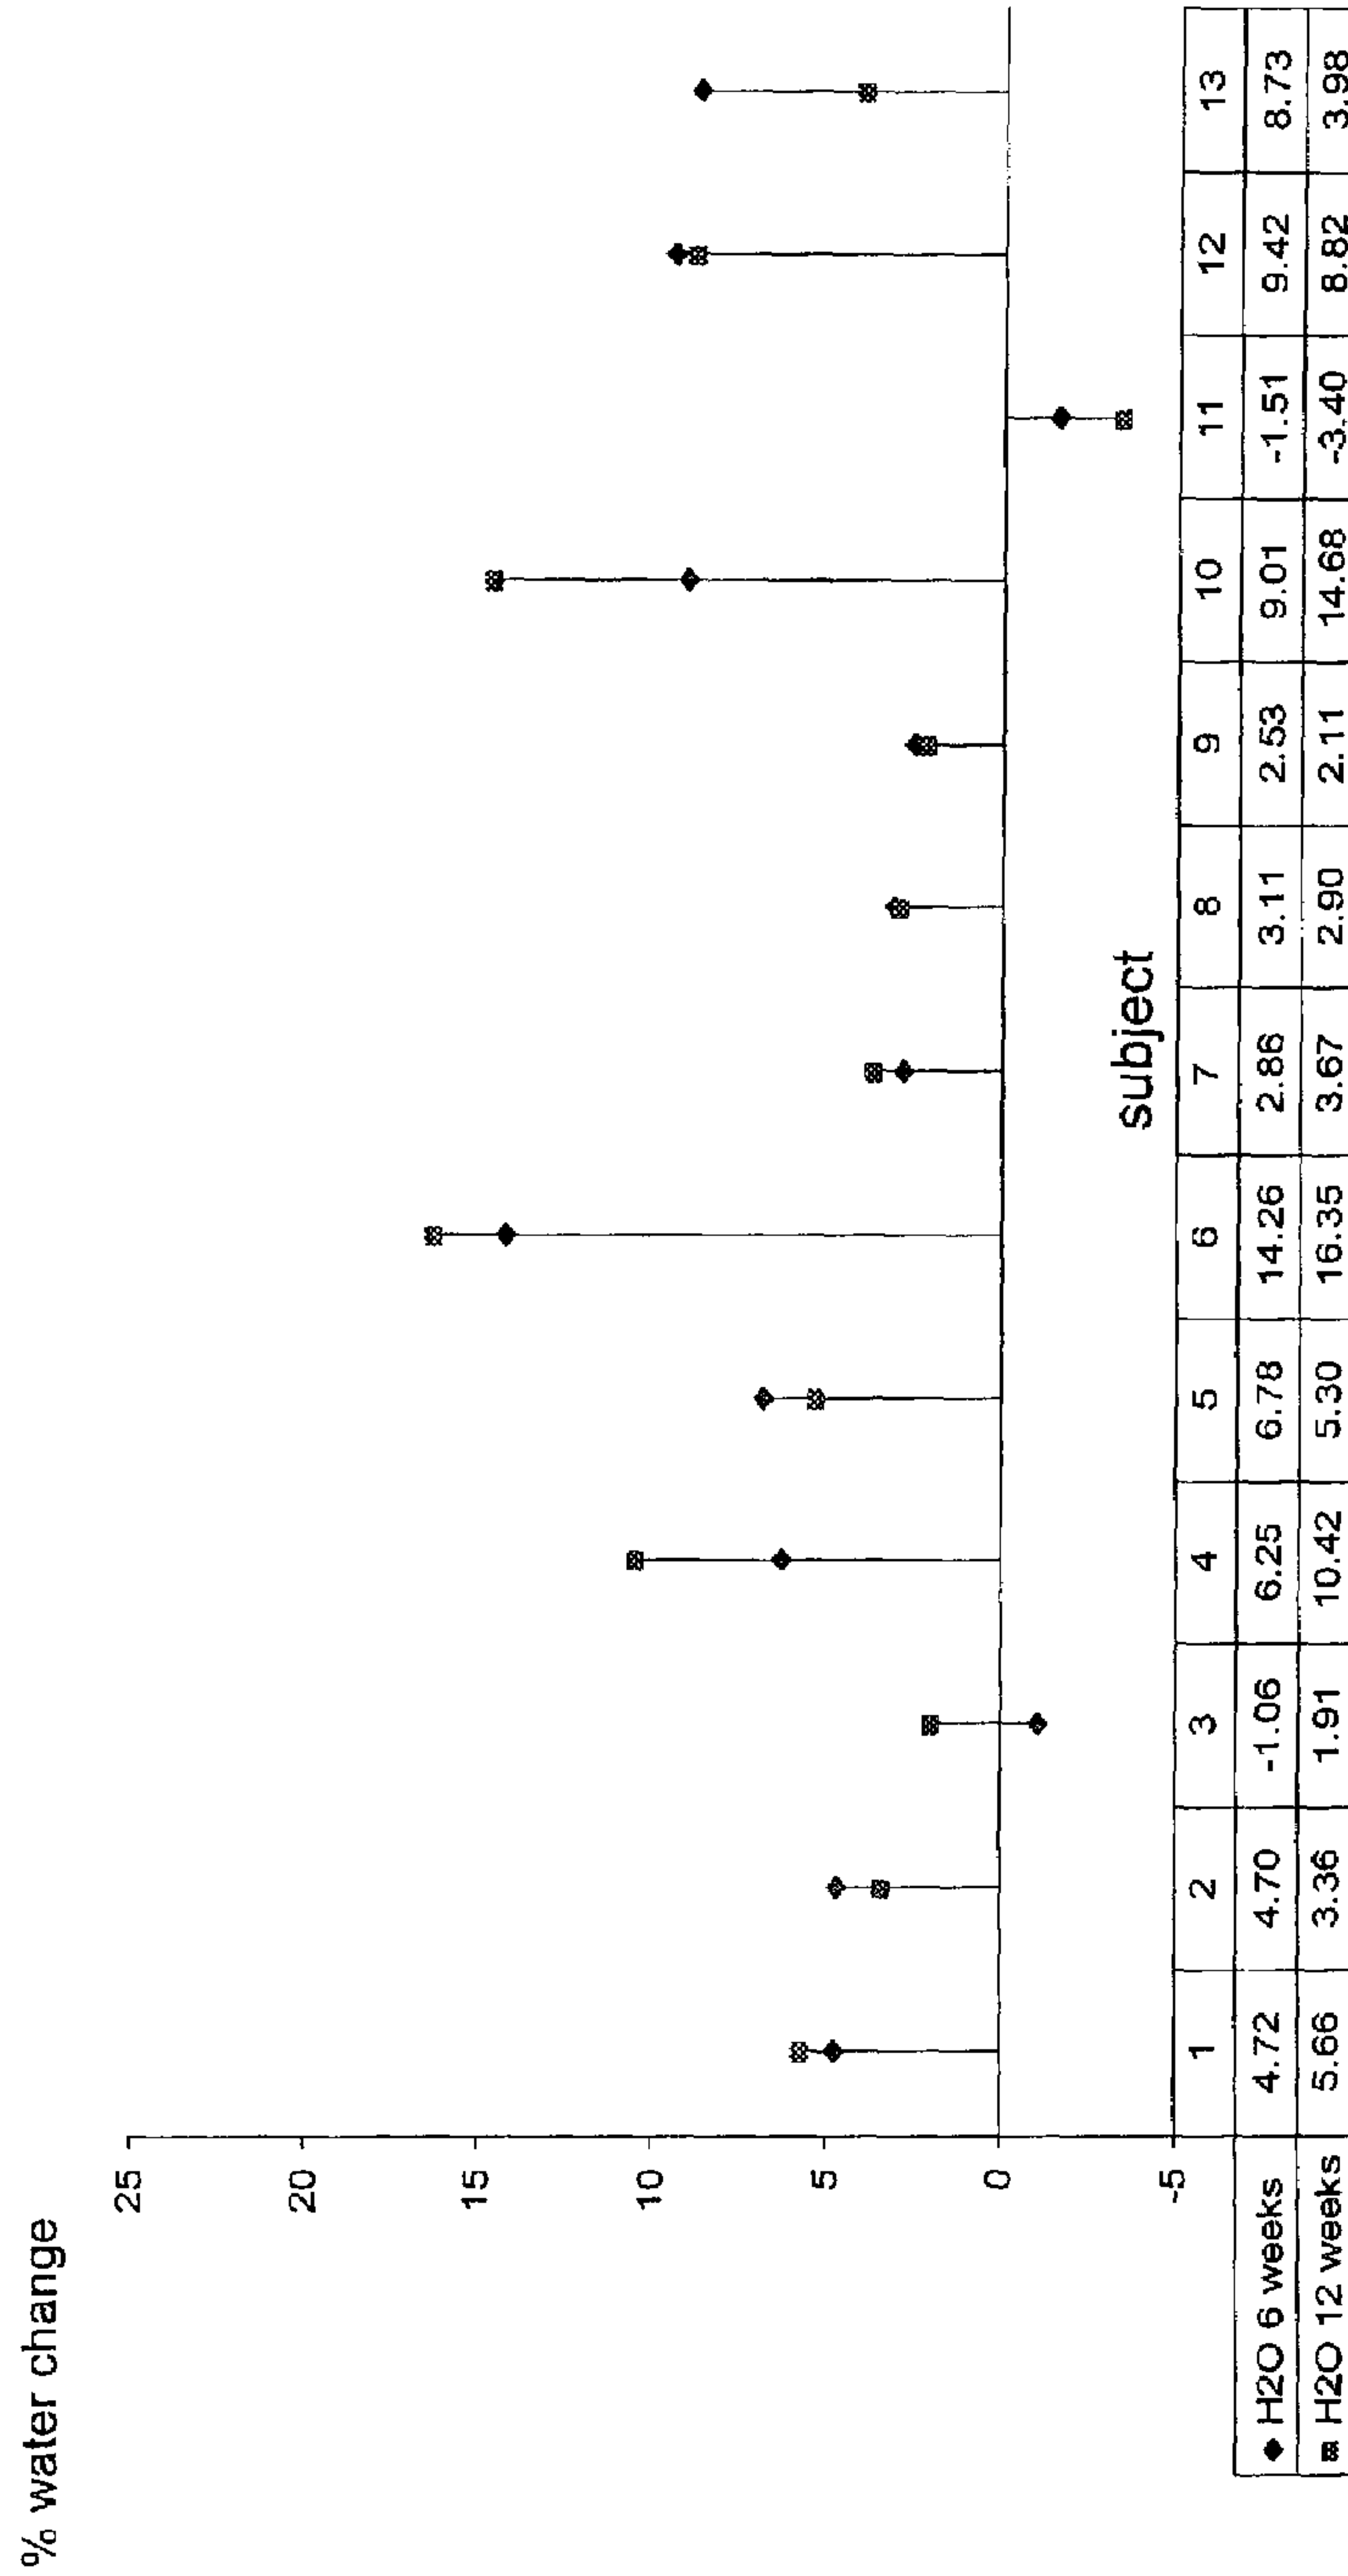 % water change
25
20
15
10
5
0
-5
subject
1 2 3 4 5 6 7 8 9 10 11 12 13
H2O 6 weeks 4.72 4.70 -1.06 6.25 6.78 14.26 2.86 3.11 2.53 9.01 -1.51 9.42 8.73
H2O 12 weeks 5.66 3.36 1.91 10.42 5.30 16.35 3.67 2.90 2.11 14.68 -3.40 8.82 3.98